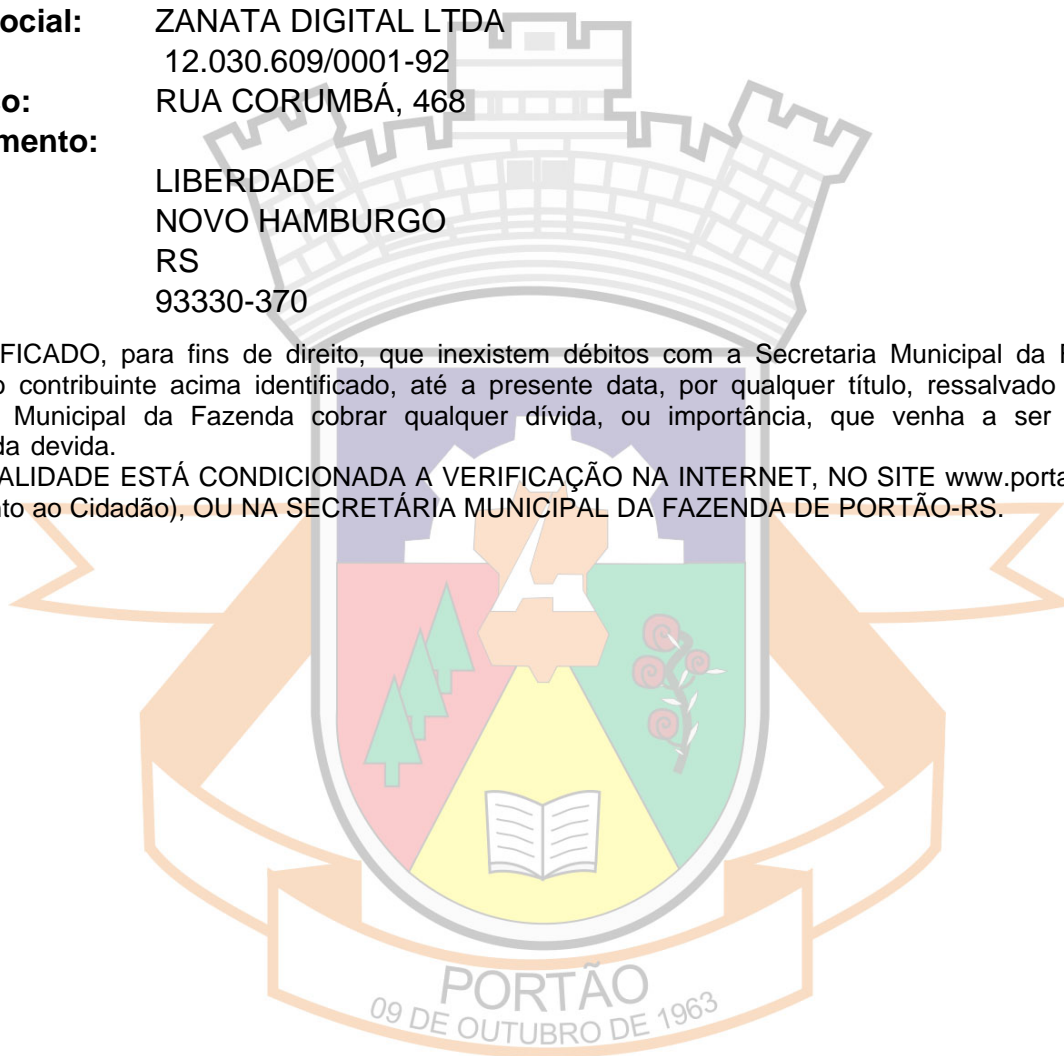 ocial: ZANATA DIGITAL LTDA
12.030.609/0001-92
o: RUA CORUMBÁ, 468
mento:
LIBERDADE
NOVO HAMBURGO
RS
93330-370
FICADO, para fins de direito, que inexistem débitos com a Secretaria Municipal da
o contribuinte acima identificado, até a presente data, por qualquer título, ressalvado
Municipal da Fazenda cobrar qualquer dívida, ou importância, que venha a ser
da devida.
ALIDADE ESTÁ CONDICIONADA A VERIFICAÇÃO NA INTERNET, NO SITE www.porta
nto ao Cidadão), OU NA SECRETÁRIA MUNICIPAL DA FAZENDA DE PORTÃO-RS.
PORTÃO
09 DE OUTUBRO DE 1963